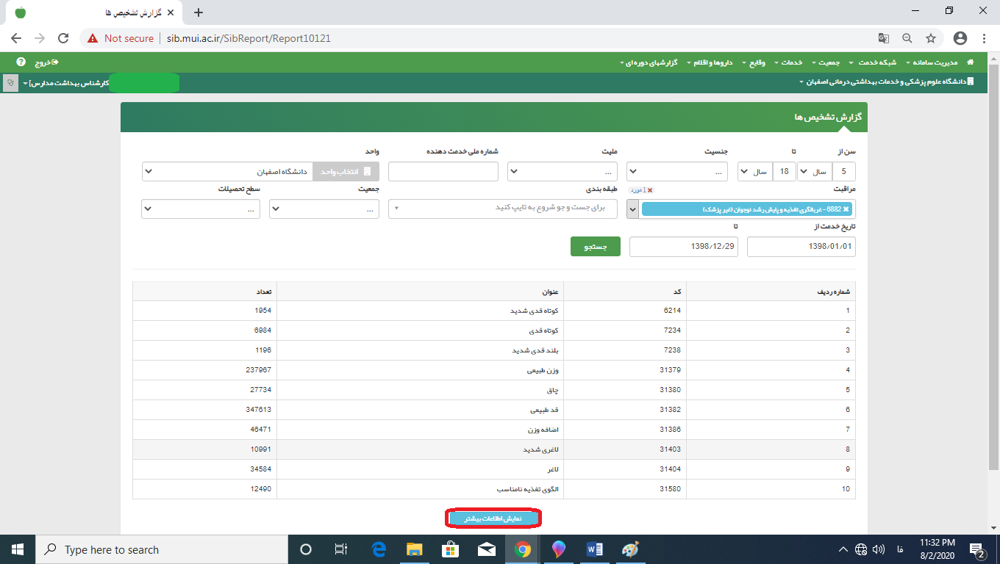 گزارش تشخیص ها
Not secure | sib.mui.ac.ir/SibReport/Report10121
مدیریت سامانه شبکه خدمت جمعیت خدمات وقایع داروها و اقلام گزارشهای دوره ای خروج
دانشگاه علوم پزشکی و خدمات بهداشتی درمانی اصفهان کارشناس بهداشت مدارس]
گزارش تشخیص ها
سن از تا جنسیت ملیت شماره ملی خدمت دهنده واحد
5 سال 18 سال ... ... انتخاب واحد دانشگاه اصفهان
مراقبت 1 مورد طبقه بندی جمعیت سطح تحصیلات
6882 - غربالگری تغذیه و پایش رشد نوجوان (غیر پزشک) برای جست و جو شروع به تایپ کنید ... ...
تاریخ خدمت از تا
1398/01/01 1398/12/29 جستجو
شماره ردیف کد عنوان تعداد
1 6214 کوتاه قدی شدید 1954
2 7234 کوتاه قدی 6984
3 7238 بلند قدی شدید 1196
4 31379 وزن طبیعی 237967
5 31380 چاق 27734
6 31382 قد طبیعی 347613
7 31386 اضافه وزن 46471
8 31403 لاغری شدید 10991
9 31404 لاغر 34584
10 31580 الگوی تغذیه نامناسب 12490
نمایش اطلاعات بیشتر
Type here to search
فا
11:32 PM
8/2/2020
2